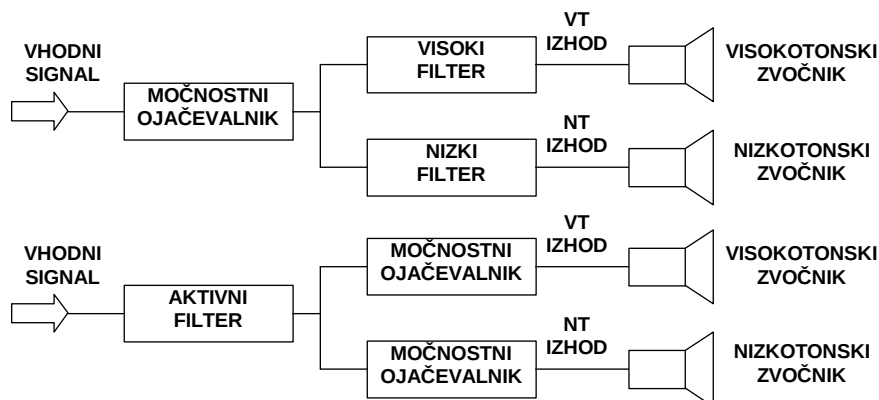 VHODNI
SIGNAL
MOČNOSTNI
OJAČEVALNIK
VISOKI
FILTER
VT
IZHOD
VISOKOTONSKI
ZVOČNIK
NIZKI
FILTER
NT
IZHOD
NIZKOTONSKI
ZVOČNIK
VHODNI
SIGNAL
AKTIVNI
FILTER
MOČNOSTNI
OJAČEVALNIK
VT
IZHOD
VISOKOTONSKI
ZVOČNIK
MOČNOSTNI
OJAČEVALNIK
NT
IZHOD
NIZKOTONSKI
ZVOČNIK